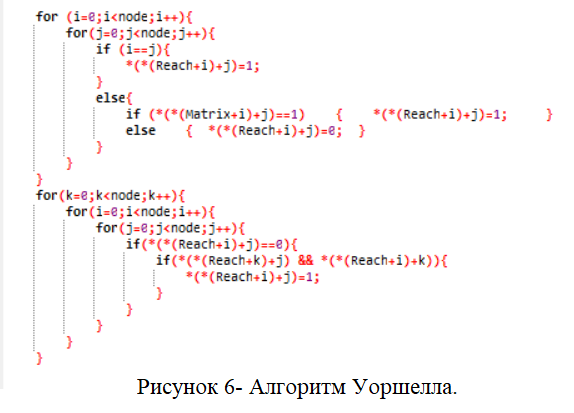 for (i=0;i<node;i++){
for(j=0;j<node;j++){
if (i==j){
*(*(Reach+i)+j)=1;
}
else{
if (*(*(Matrix+i)+j)==1) { *(*(Reach+i)+j)=1; }
else { *(*(Reach+i)+j)=0; }
}
}
}
for(k=0;k<node;k++){
for(i=0;i<node;i++){
for(j=0;j<node;j++){
if(*(*(Reach+i)+j)==0){
if(*(*(Reach+k)+j) && *(*(Reach+i)+k)){
*(*(Reach+i)+j)=1;
}
}
}
}
}
Рисунок 6- Алгоритм Уоршелла.